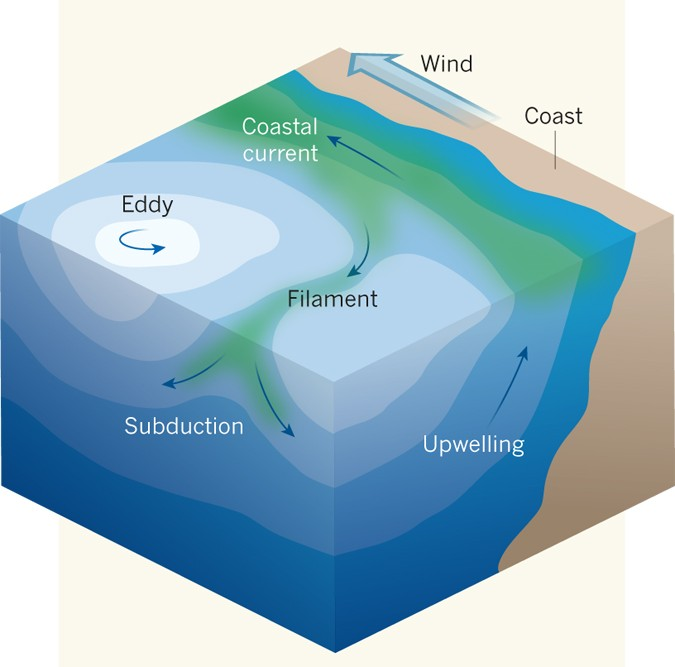 Wind
Coast
Coastal
current
Eddy
Filament
Subduction
Upwelling